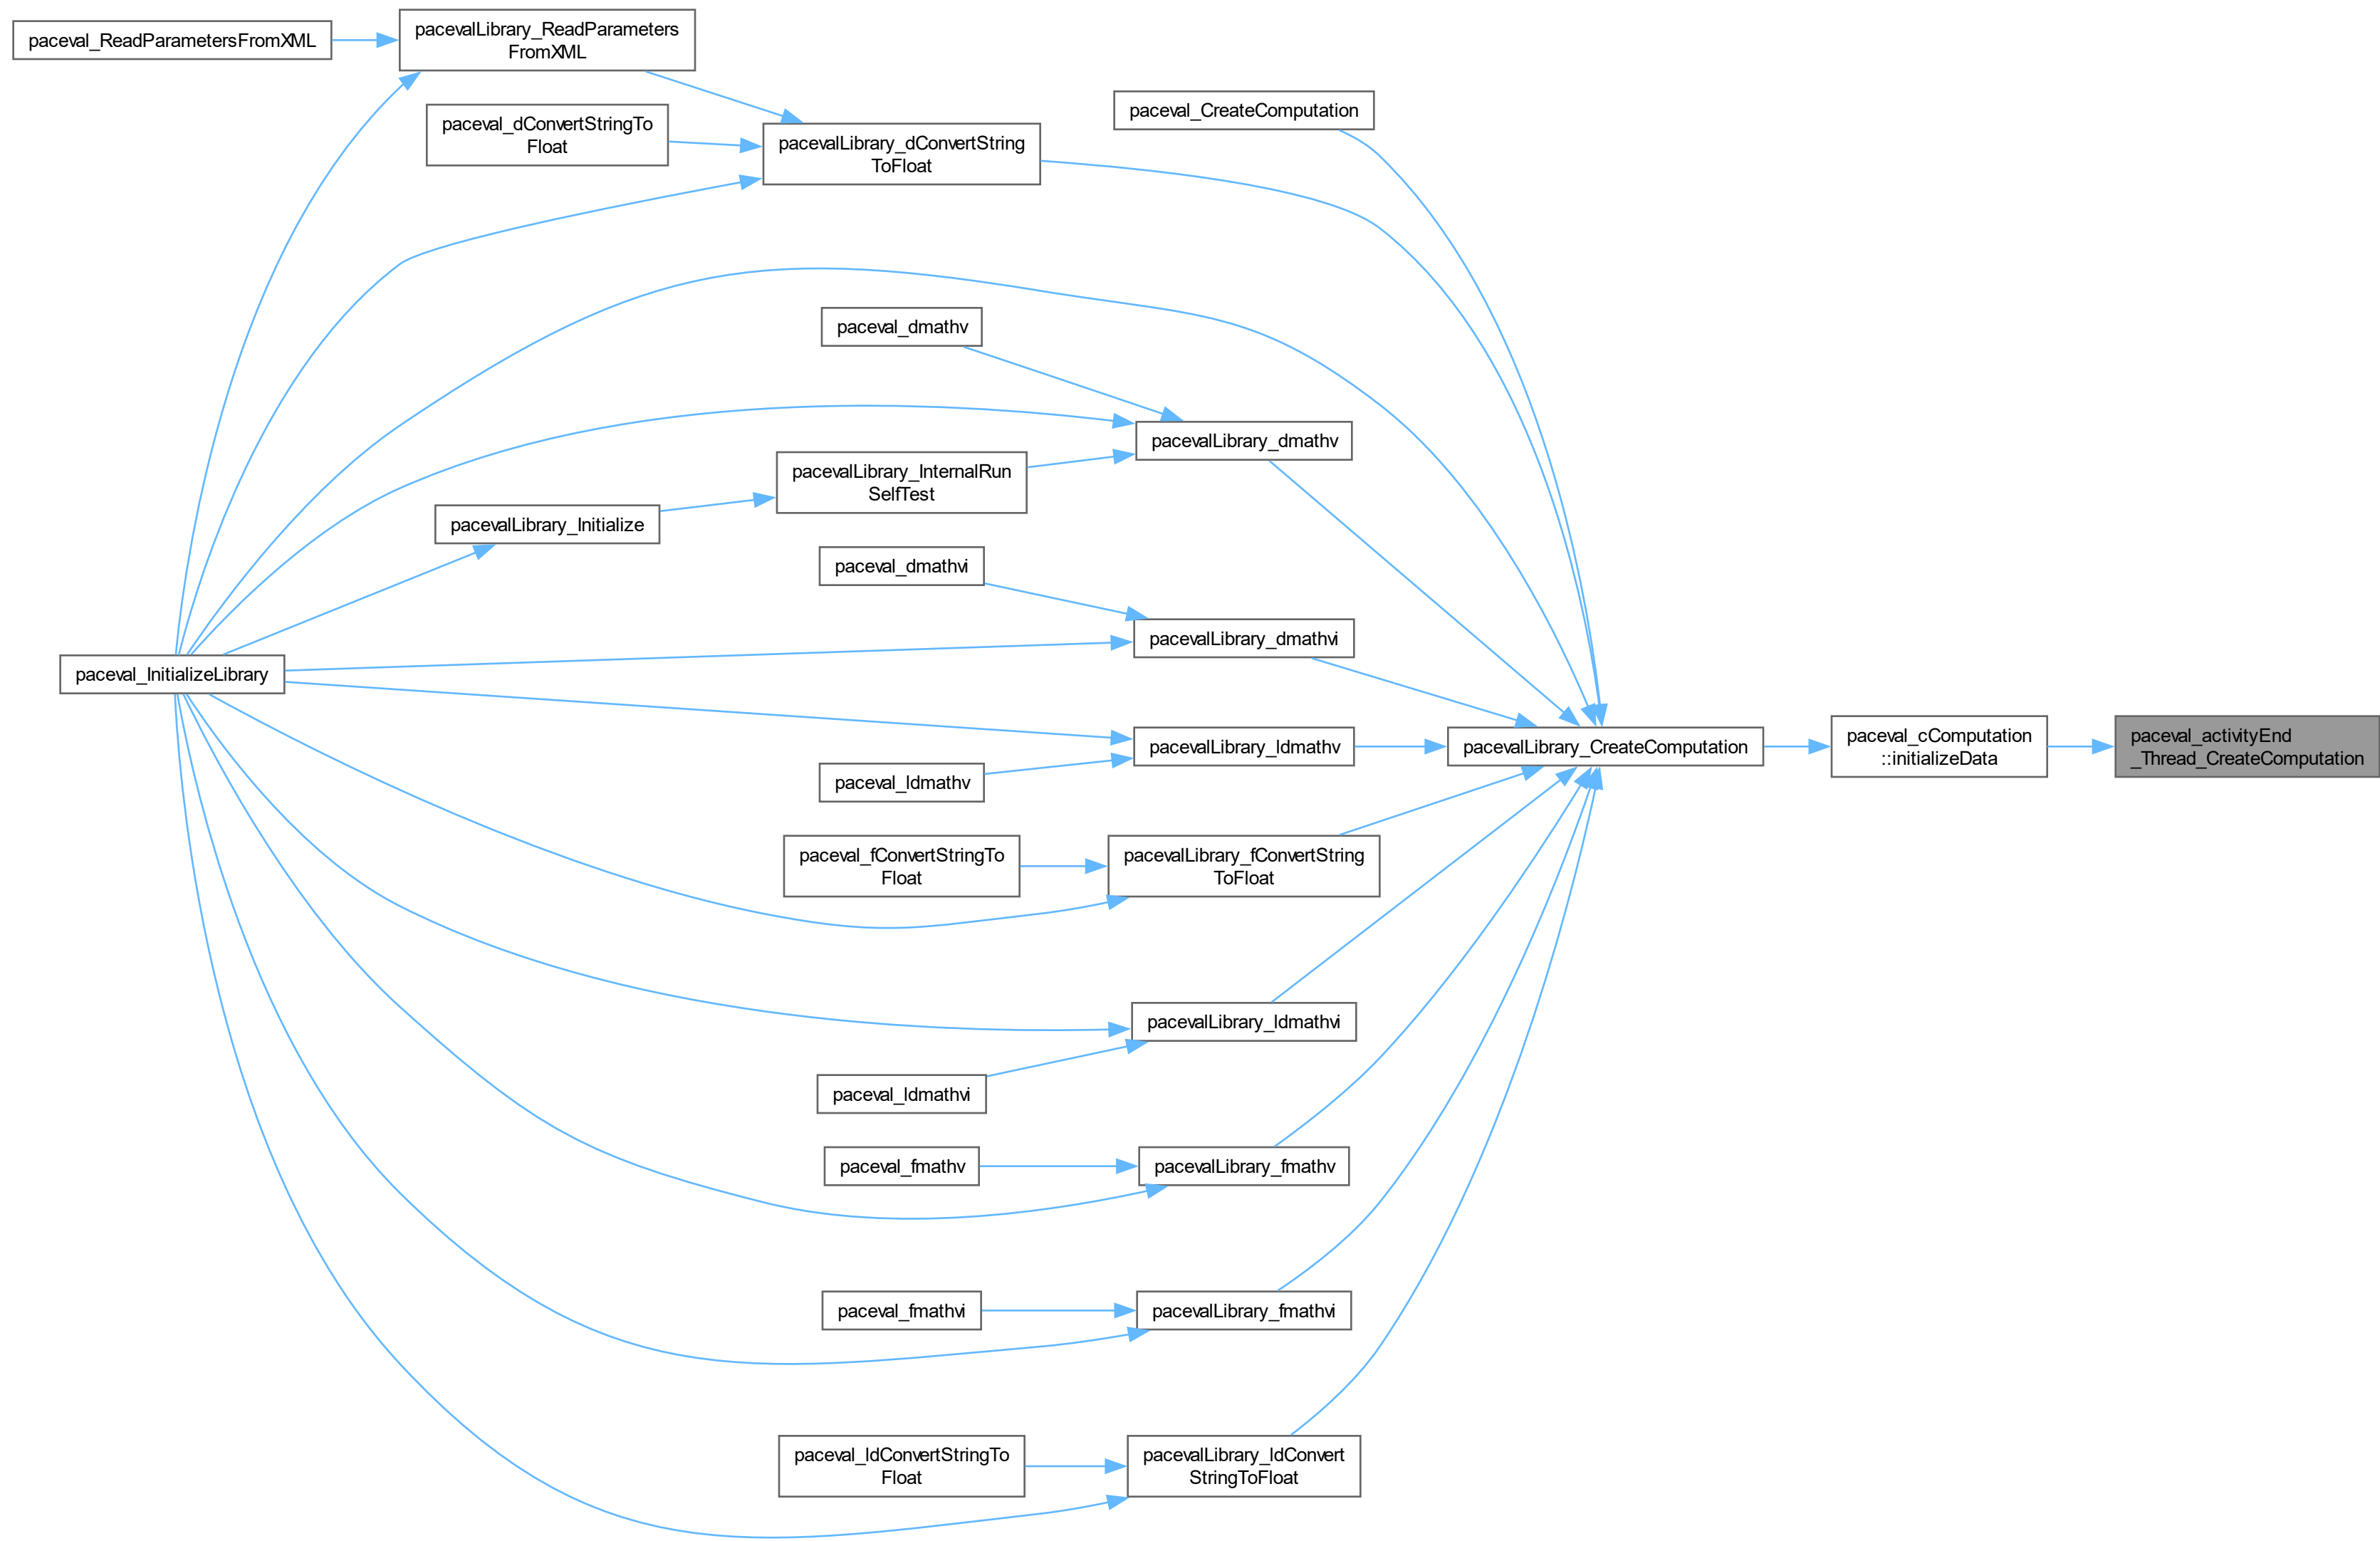 paceval_ReadParametersFromXML
pacevalLibrary_ReadParameters
FromXML
paceval_CreateComputation
paceval_dConvertStringTo
Float
pacevalLibrary_dConvertString
ToFloat
paceval_dmathv
pacevalLibrary_dmathv
pacevalLibrary_InternalRun
SelfTest
pacevalLibrary_Initialize
paceval_dmathvi
pacevalLibrary_dmathvi
paceval_InitializeLibrary
pacevalLibrary_ldmathv
pacevalLibrary_CreateComputation
paceval_cComputation
::initializeData
paceval_activityEnd
_Thread_CreateComputation
paceval_ldmathv
paceval_fConvertStringTo
Float
pacevalLibrary_fConvertString
ToFloat
pacevalLibrary_ldmathvi
paceval_ldmathvi
paceval_fmathv
pacevalLibrary_fmathv
paceval_fmathvi
pacevalLibrary_fmathvi
paceval_ldConvertStringTo
Float
pacevalLibrary_ldConvert
StringToFloat